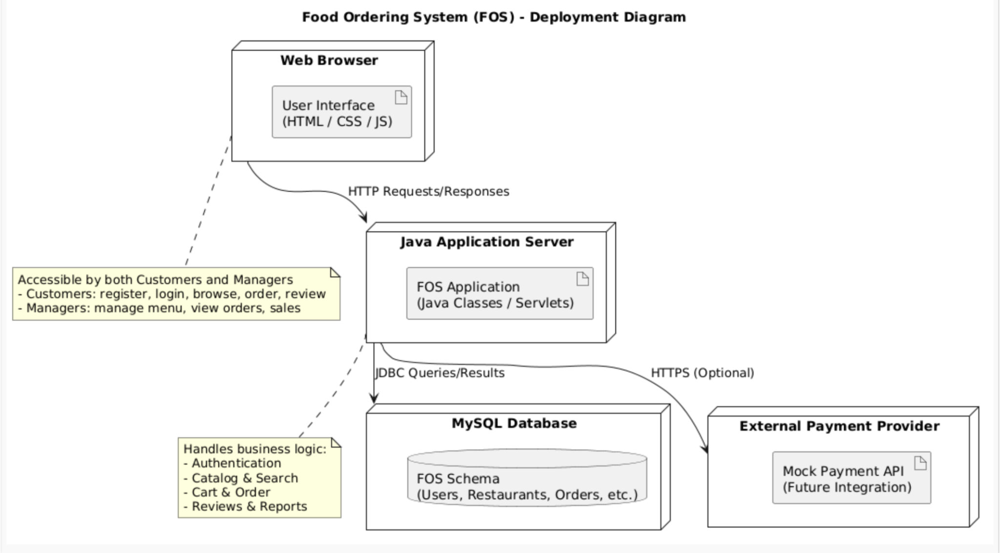 Food Ordering System (FOS) - Deployment Diagram
Web Browser
User Interface
(HTML / CSS / JS)
HTTP Requests/Responses
Java Application Server
FOS Application
(Java Classes / Servlets)
Accessible by both Customers and Managers
- Customers: register, login, browse, order, review
- Managers: manage menu, view orders, sales
JDBC Queries/Results
HTTPS (Optional)
MySQL Database
FOS Schema
(Users, Restaurants, Orders, etc.)
External Payment Provider
Mock Payment API
(Future Integration)
Handles business logic:
- Authentication
- Catalog & Search
- Cart & Order
- Reviews & Reports